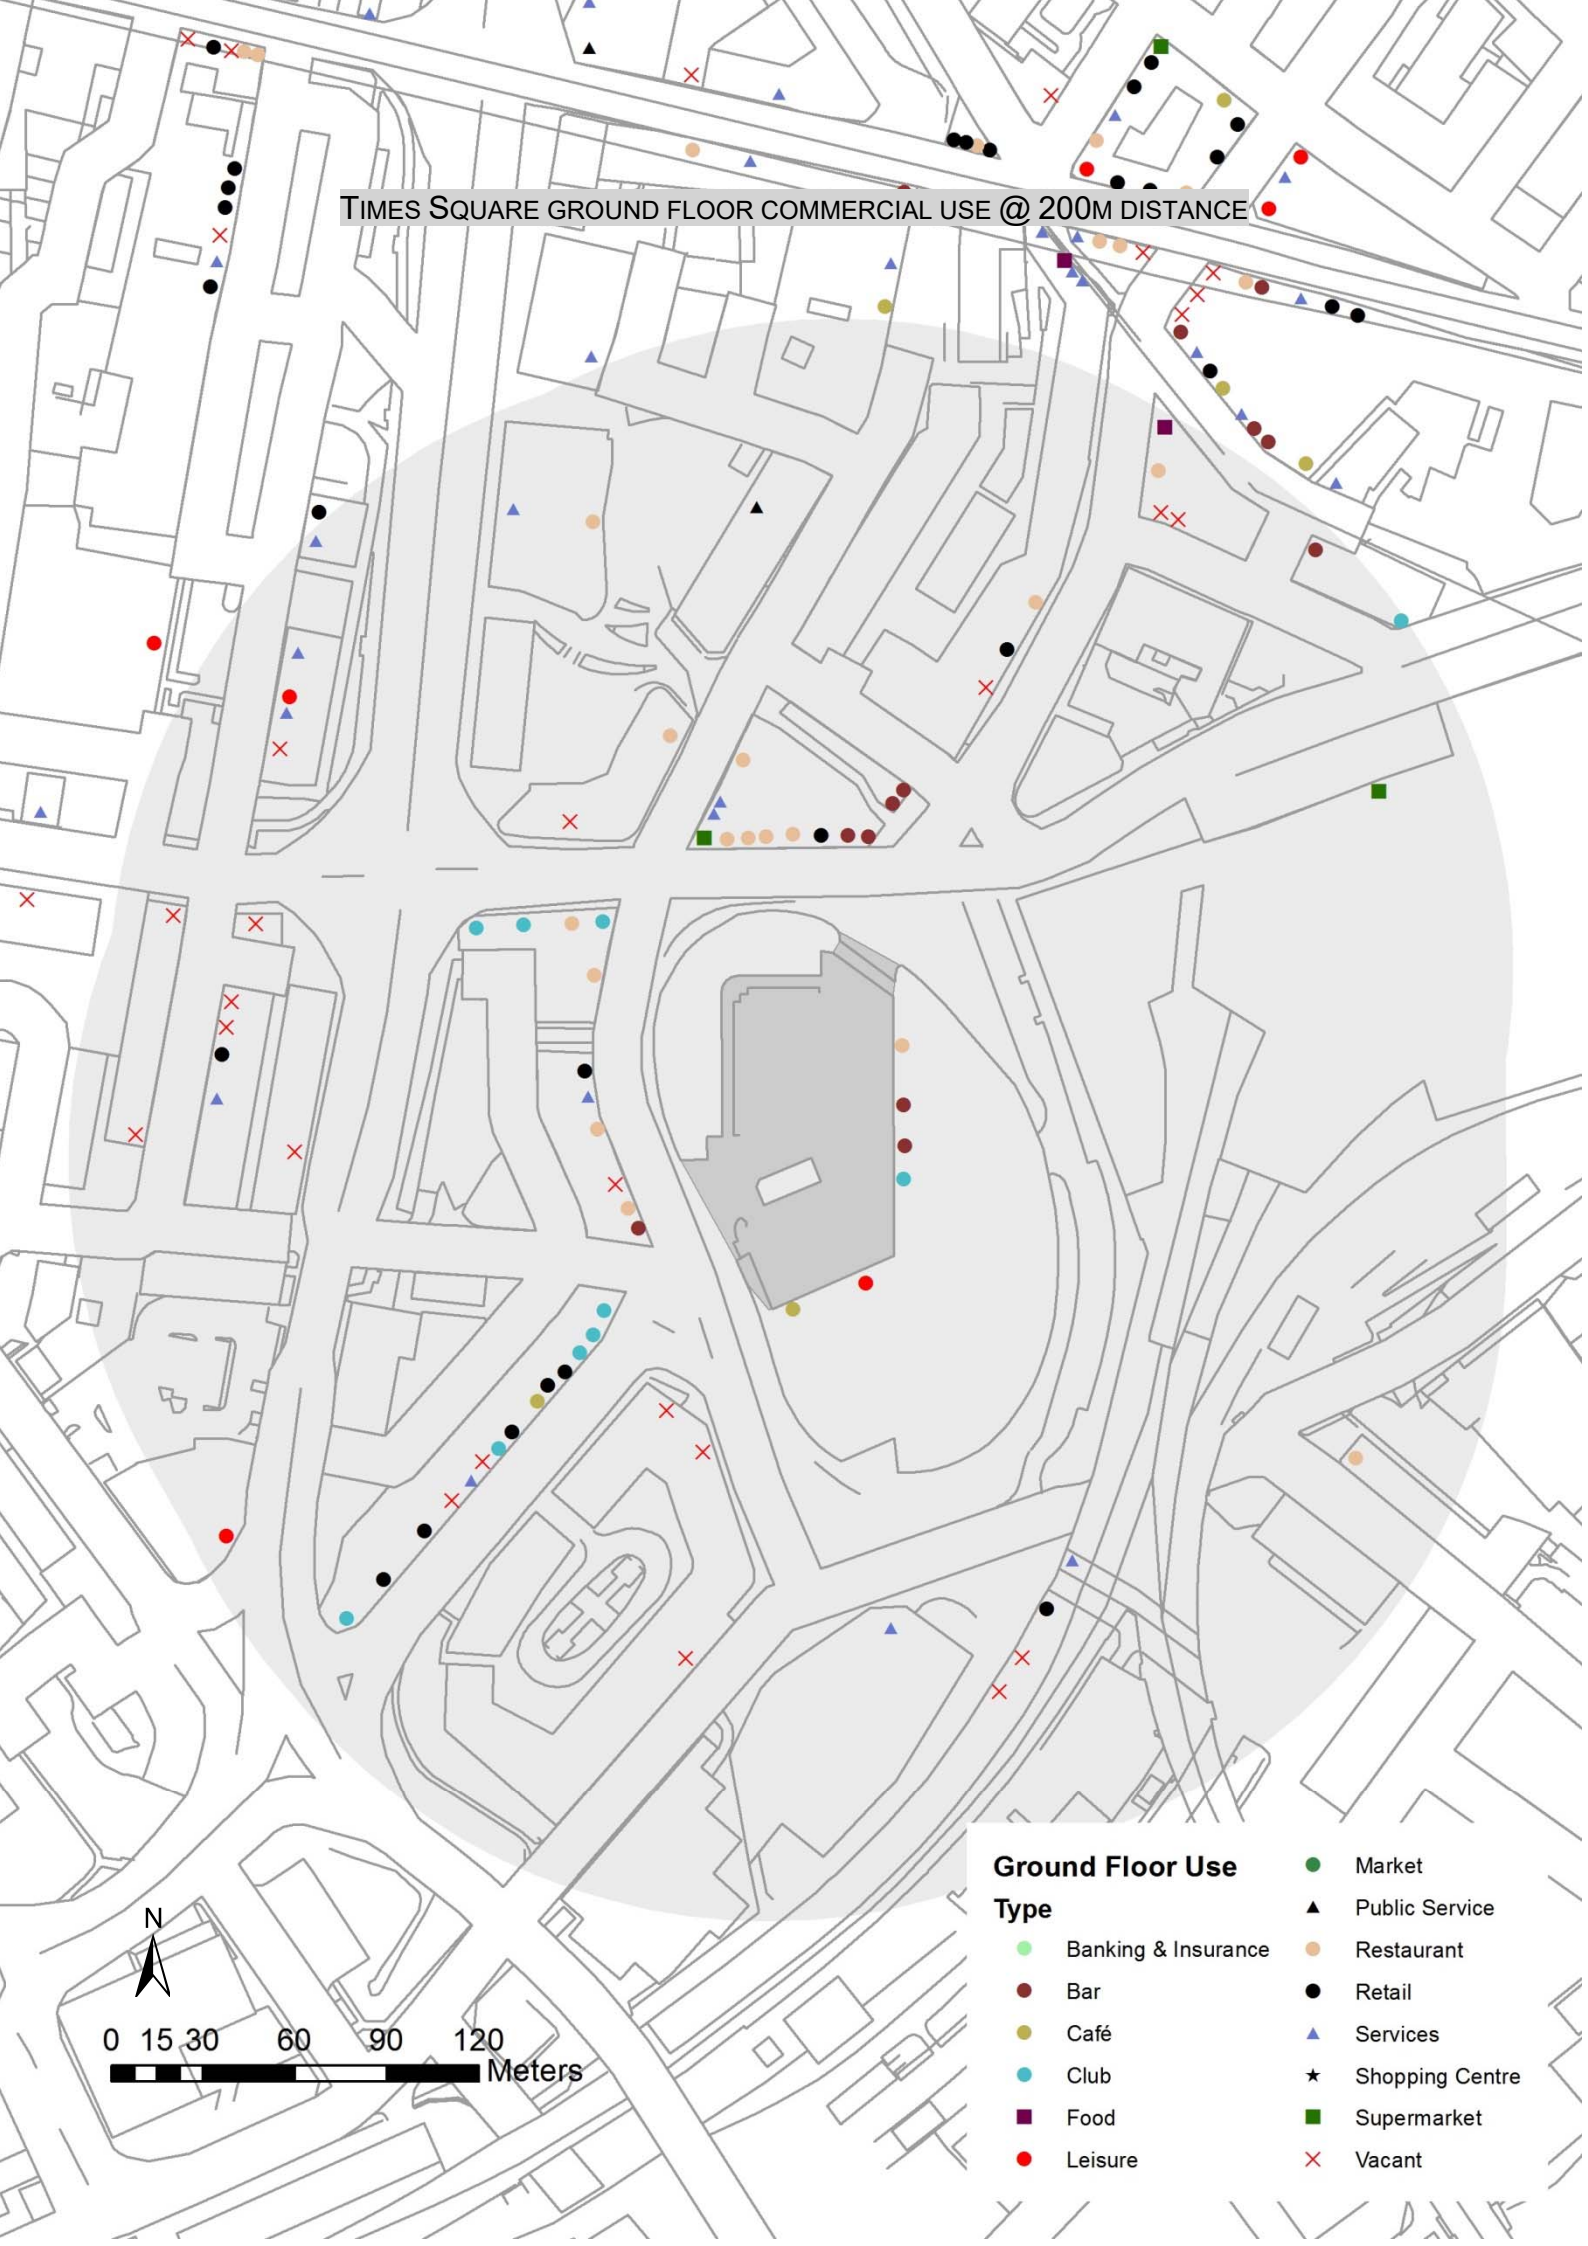 TIMES SQUARE GROUND FLOOR COMMERCIAL USE @ 200M DISTANCE
Ground Floor Use
Type
Banking & Insurance
Bar
Café
Club
Food
Leisure
Market
Public Service
Restaurant
Retail
Services
Shopping Centre
Supermarket
Vacant
N
0 15 30 60 90 120
Meters